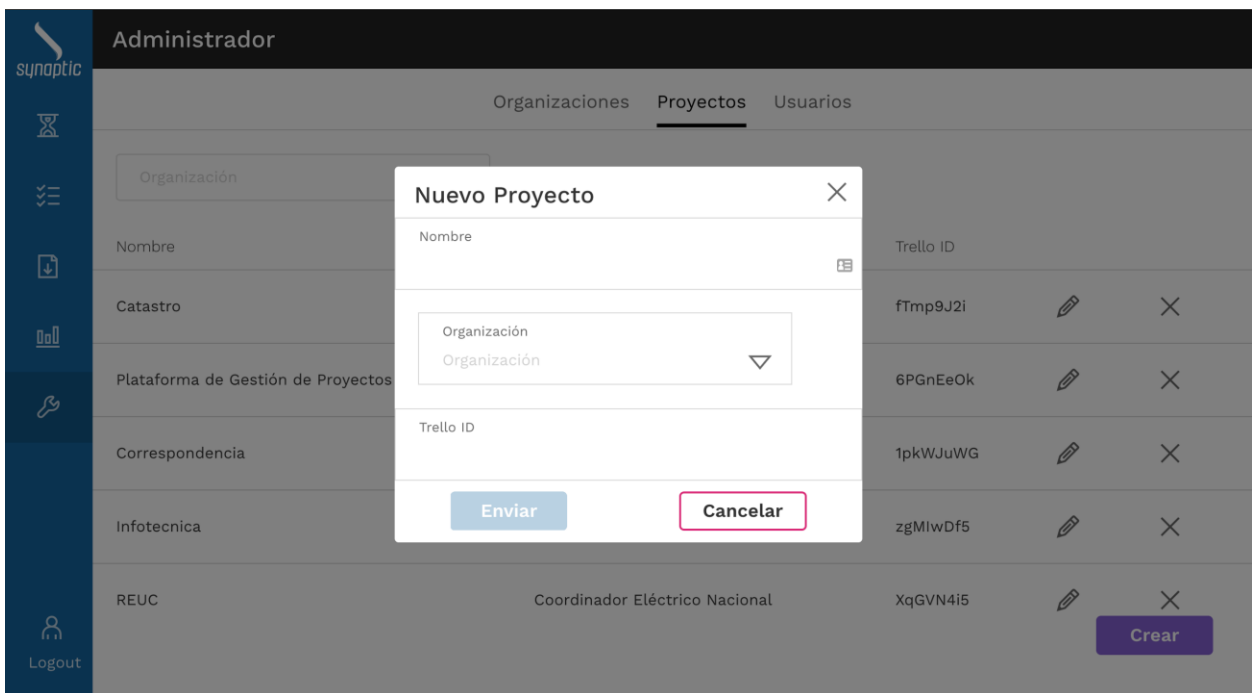 synaptic
Administrador
Organizaciones Proyectos Usuarios
Organización
Nuevo Proyecto
Nombre
Organización
Organización
Trello ID
Enviar Cancelar
Nombre Trello ID
Catastro fTmp9J2i
Plataforma de Gestión de Proyectos 6PGnEeOk
Correspondencia 1pkWJuWG
Infotecnica zgMIwDf5
REUC Coordinador Eléctrico Nacional XqGVN4i5
Crear
Logout